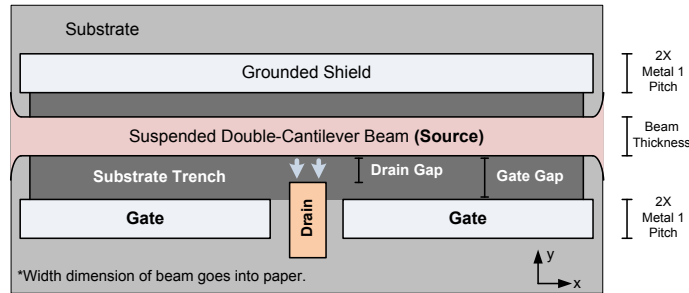 Substrate
Grounded Shield
2X
Metal 1
Pitch
Suspended Double-Cantilever Beam (Source)
Beam
Thickness
Substrate Trench
Drain Gap
Gate Gap
Gate
Drain
Gate
2X
Metal 1
Pitch
y
x
*Width dimension of beam goes into paper.